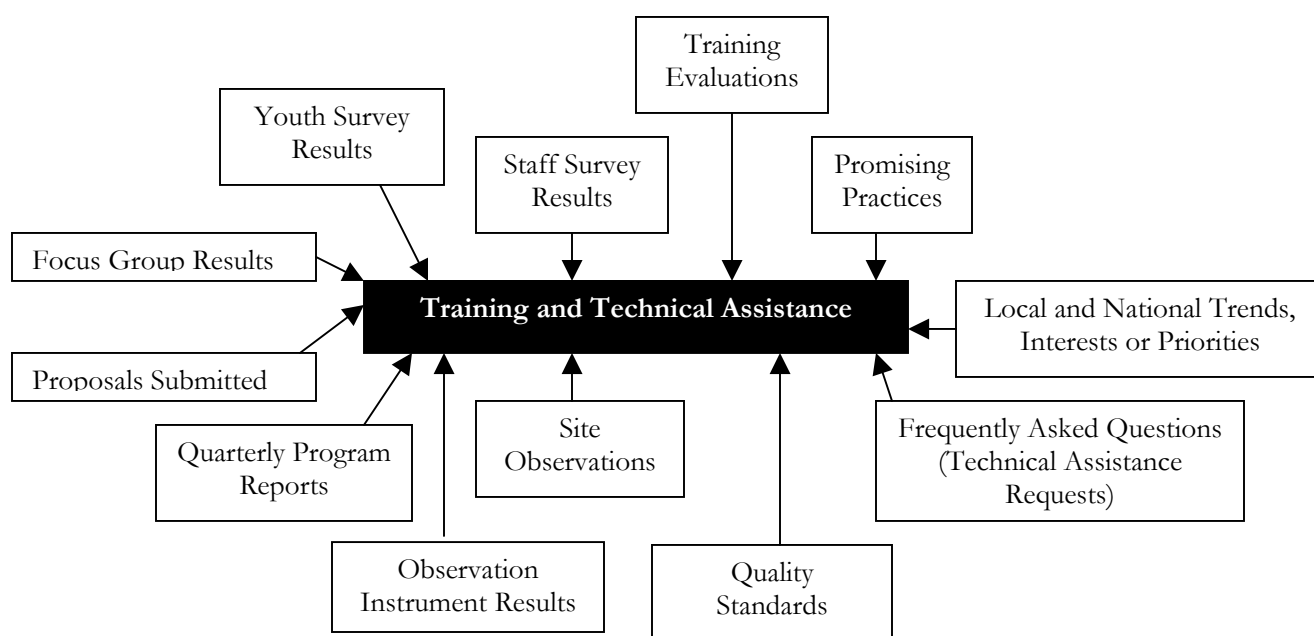 Training
Evaluations
Youth Survey
Results
Staff Survey
Results
Promising
Practices
Focus Group Results
Training and Technical Assistance
Local and National Trends,
Interests or Priorities
Proposals Submitted
Quarterly Program
Reports
Site
Observations
Frequently Asked Questions
(Technical Assistance
Requests)
Observation
Instrument Results
Quality
Standards